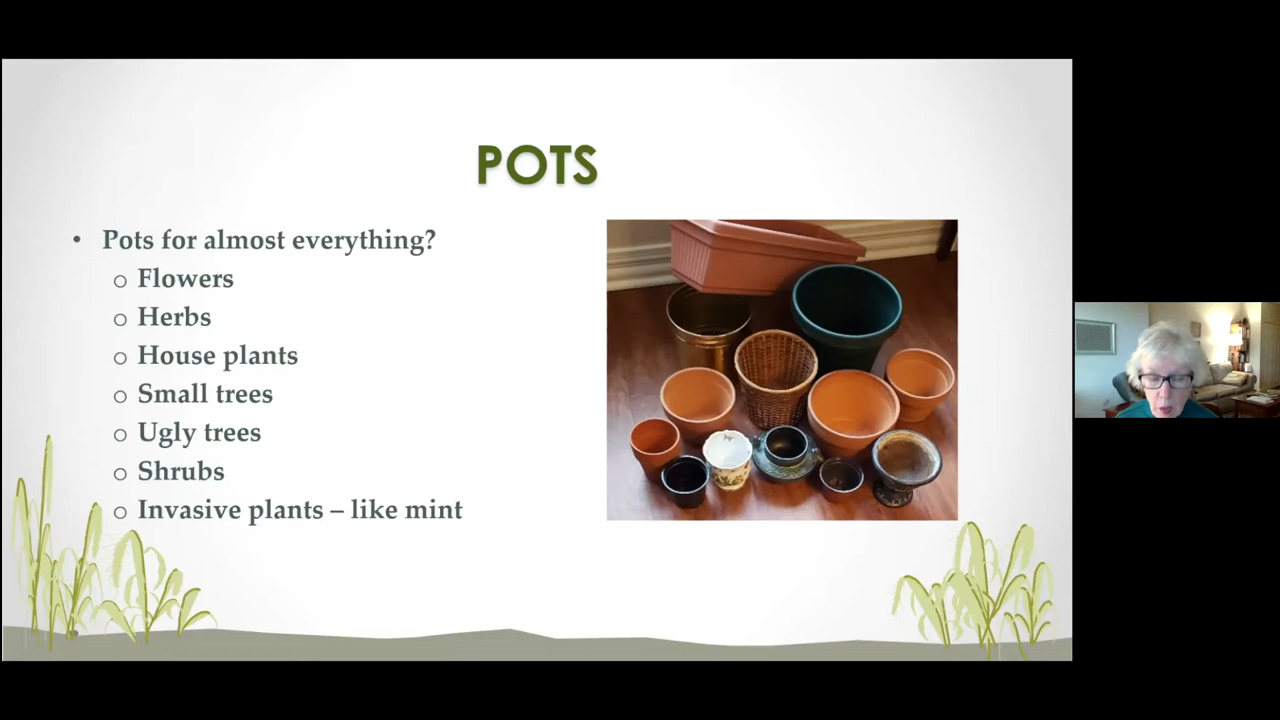 POTS
• Pots for almost everything?
o Flowers
o Herbs
o House plants
o Small trees
o Ugly trees
o Shrubs
o Invasive plants – like mint